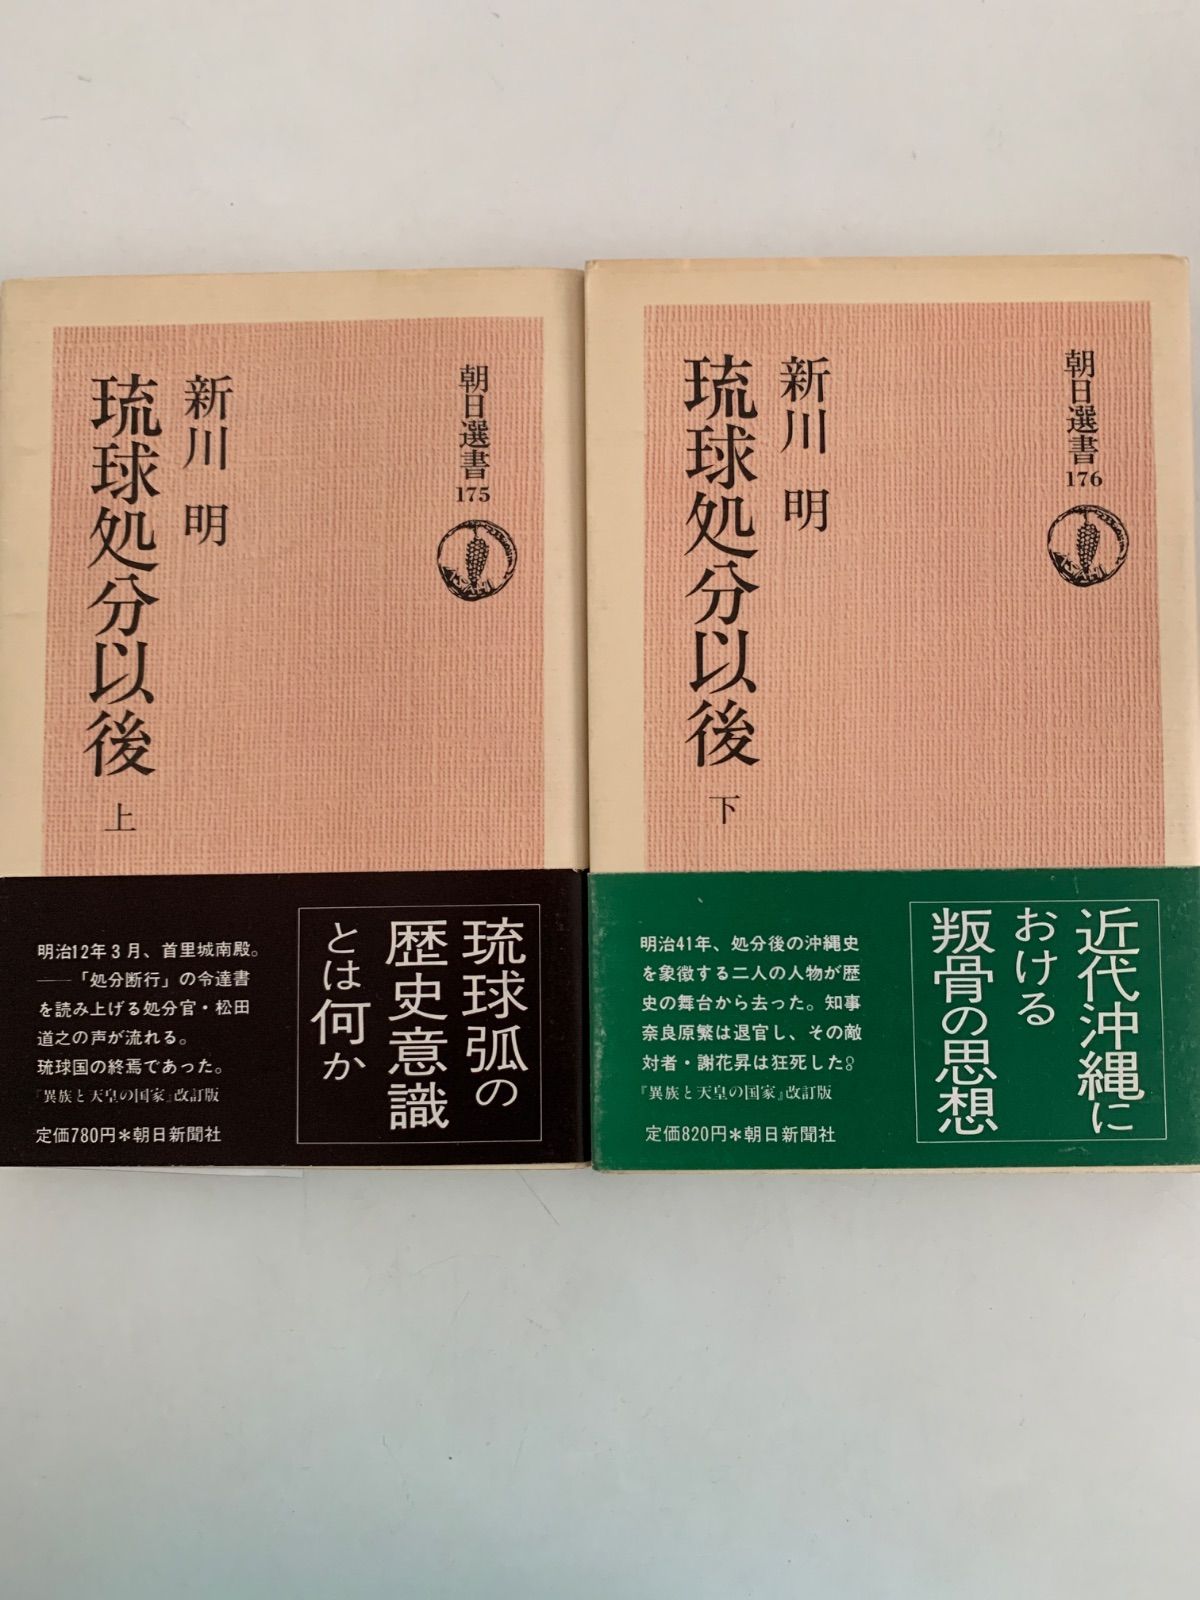 朝日選書
175
ASAHI
新川 明
琉球処分以後
上
琉球弧の
歴史意識
とは何か
明治12年3月、首里城南殿。
――「処分断行」の令達書
を読み上げる処分官・松田
道之の声が流れる。
琉球国の終焉であった。
『異族と天皇の国家』改訂版
定価780円*朝日新聞社
朝日選書
176
ASAHI
新川 明
琉球処分以後
下
近代沖縄に
おける
叛骨の思想
明治41年、処分後の沖縄史
を象徴する二人の人物が歴
史の舞台から去った。知事
奈良原繁は退官し、その敵
対者・謝花昇は狂死した。
『異族と天皇の国家』改訂版
定価820円*朝日新聞社